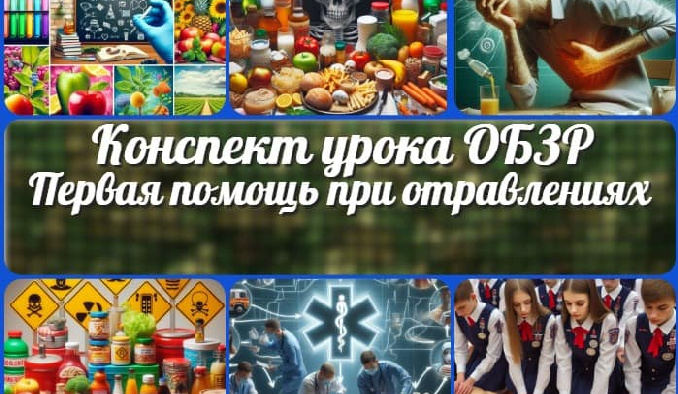 Конспект урока ОБЗР
Первая помощь при отравлениях